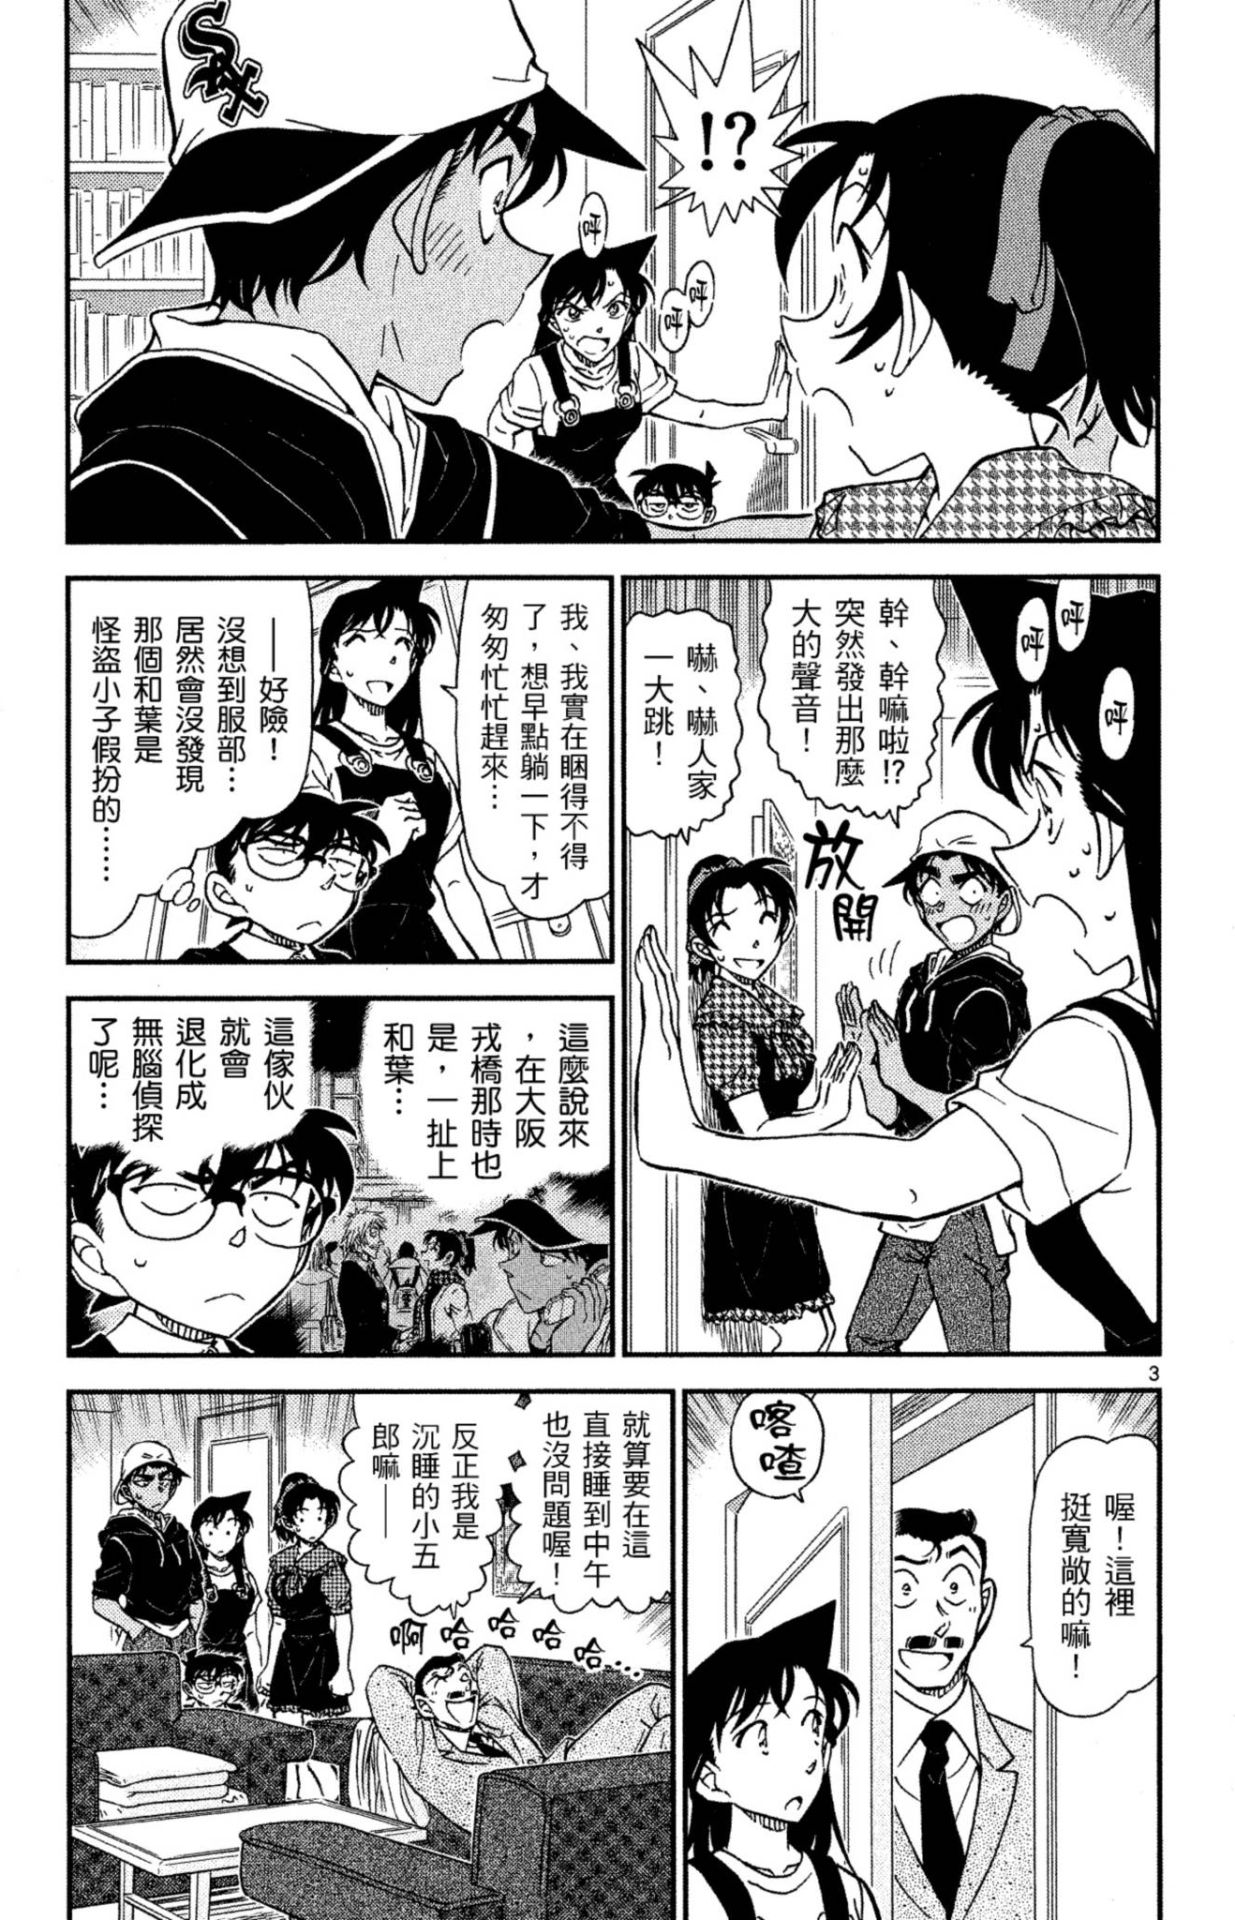 SOX
!?
呼
呼
呼
幹、幹嘛啦!?
突然發出那麼
大的聲音！
嚇、嚇人家
一大跳！
呼
呼
呼
放開
我、我實在睏得不得
了，想早點躺一下，才
匆匆忙忙趕來…
——好險！
沒想到服部…
居然會沒發現
那個和葉是
怪盜小子假扮的……
這麼說來
，在大阪
戎橋那時也
是，一扯上
和葉…
這傢伙
就會
退化成
無腦偵探
了呢…
3
喔！這裡
挺寬敞的嘛！
喀喳
就算要在這
直接睡到中午
也沒問題喔！
反正我是
沉睡的小五
郎嘛——
啊哈哈哈哈…